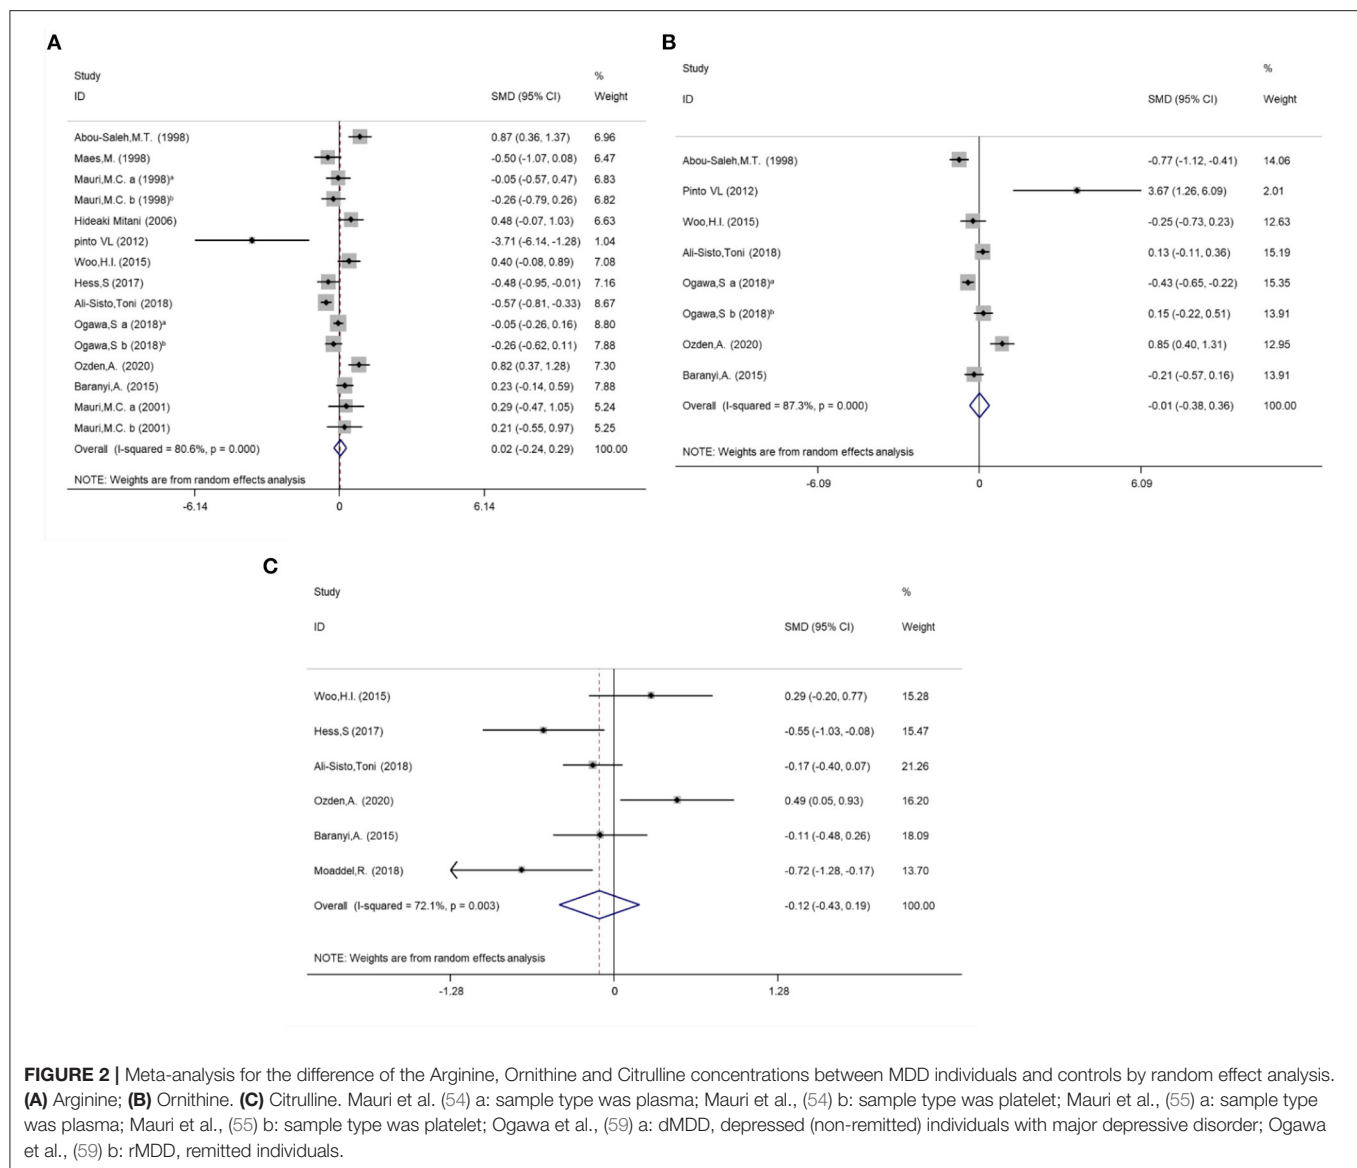 A
Study %
ID SMD (95% CI) Weight
Abou-Saleh,M.T. (1998) 0.87 (0.36, 1.37) 6.96
Maes,M. (1998) -0.50 (-1.07, 0.08) 6.47
Mauri,M.C. a (1998)ᵃ -0.05 (-0.57, 0.47) 6.83
Mauri,M.C. b (1998)ᵇ -0.26 (-0.79, 0.26) 6.82
Hideaki Mitani (2006) 0.48 (-0.07, 1.03) 6.63
pinto VL (2012) -3.71 (-6.14, -1.28) 1.04
Woo,H.I. (2015) 0.40 (-0.08, 0.89) 7.08
Hess,S (2017) -0.48 (-0.95, -0.01) 7.16
Ali-Sisto,Toni (2018) -0.57 (-0.81, -0.33) 8.67
Ogawa,S a (2018)ᵃ -0.05 (-0.26, 0.16) 8.80
Ogawa,S b (2018)ᵇ -0.26 (-0.62, 0.11) 7.88
Ozden,A. (2020) 0.82 (0.37, 1.28) 7.30
Baranyi,A. (2015) 0.23 (-0.14, 0.59) 7.88
Mauri,M.C. a (2001) 0.29 (-0.47, 1.05) 5.24
Mauri,M.C. b (2001) 0.21 (-0.55, 0.97) 5.25
Overall (I-squared = 80.6%, p = 0.000) 0.02 (-0.24, 0.29) 100.00
NOTE: Weights are from random effects analysis
-6.14 0 6.14
B
Study %
ID SMD (95% CI) Weight
Abou-Saleh,M.T. (1998) -0.77 (-1.12, -0.41) 14.06
Pinto VL (2012) 3.67 (1.26, 6.09) 2.01
Woo,H.I. (2015) -0.25 (-0.73, 0.23) 12.63
Ali-Sisto,Toni (2018) 0.13 (-0.11, 0.36) 15.19
Ogawa,S a (2018)ᵃ -0.43 (-0.65, -0.22) 15.35
Ogawa,S b (2018)ᵇ 0.15 (-0.22, 0.51) 13.91
Ozden,A. (2020) 0.85 (0.40, 1.31) 12.95
Baranyi,A. (2015) -0.21 (-0.57, 0.16) 13.91
Overall (I-squared = 87.3%, p = 0.000) -0.01 (-0.38, 0.36) 100.00
NOTE: Weights are from random effects analysis
-6.09 0 6.09
C
Study %
ID SMD (95% CI) Weight
Woo,H.I. (2015) 0.29 (-0.20, 0.77) 15.28
Hess,S (2017) -0.55 (-1.03, -0.08) 15.47
Ali-Sisto,Toni (2018) -0.17 (-0.40, 0.07) 21.26
Ozden,A. (2020) 0.49 (0.05, 0.93) 16.20
Baranyi,A. (2015) -0.11 (-0.48, 0.26) 18.09
Moaddel,R. (2018) -0.72 (-1.28, -0.17) 13.70
Overall (I-squared = 72.1%, p = 0.003) -0.12 (-0.43, 0.19) 100.00
NOTE: Weights are from random effects analysis
-1.28 0 1.28
FIGURE 2 | Meta-analysis for the difference of the Arginine, Ornithine and Citrulline concentrations between MDD individuals and controls by random effect analysis.
(A) Arginine; (B) Ornithine. (C) Citrulline. Mauri et al. (54) a: sample type was plasma; Mauri et al., (54) b: sample type was platelet; Mauri et al., (55) a: sample type
was plasma; Mauri et al., (55) b: sample type was platelet; Ogawa et al., (59) a: dMDD, depressed (non-remitted) individuals with major depressive disorder; Ogawa
et al., (59) b: rMDD, remitted individuals.